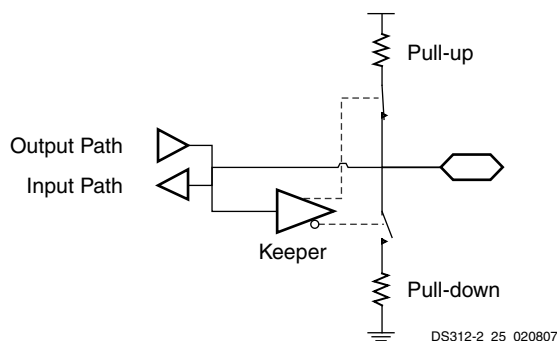 Pull-up
Output Path
Input Path
Keeper
Pull-down
DS312-2_25_020807